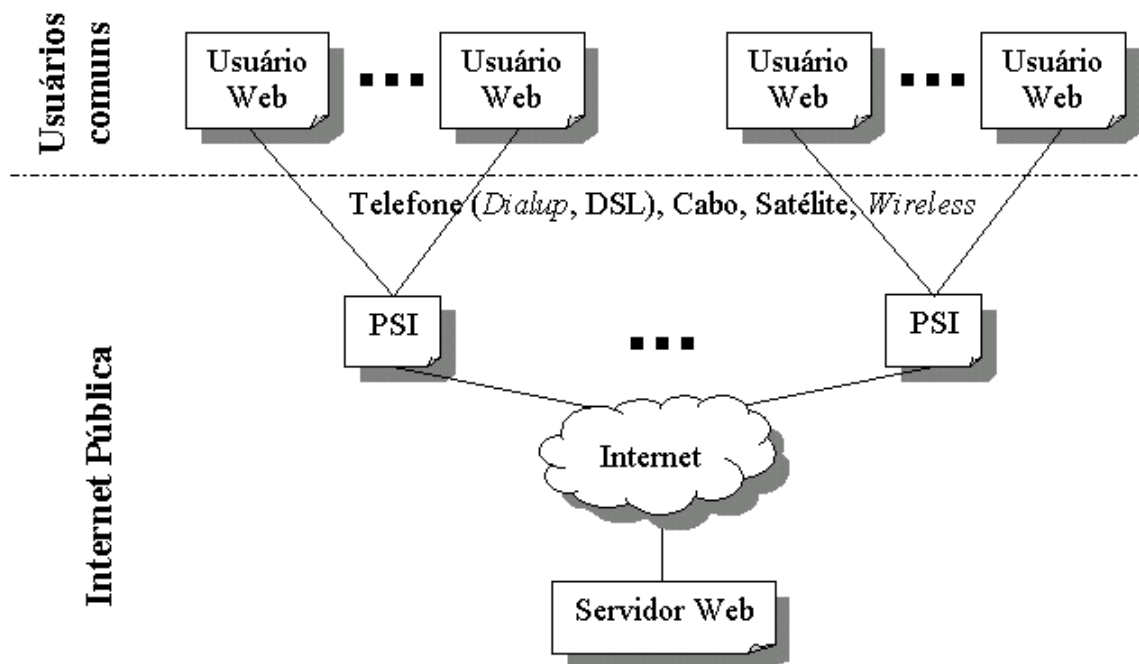 Usuários
comuns
Usuário
Web
Usuário
Web
Usuário
Web
Usuário
Web
Telefone (Dialup, DSL), Cabo, Satélite, Wireless
Internet Pública
PSI
PSI
Internet
Servidor Web